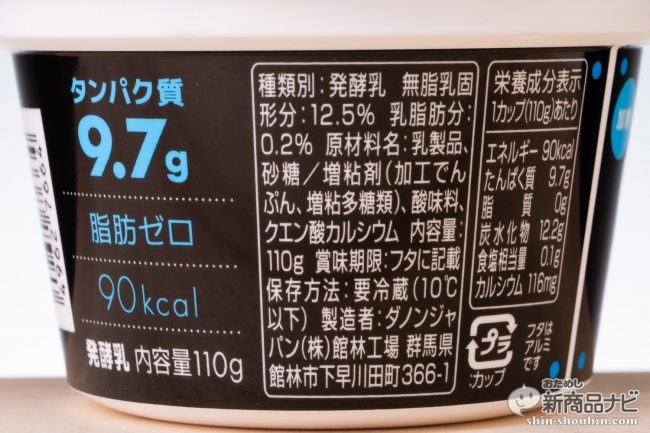 タンパク質
9.7g
脂肪ゼロ
90kcal
発酵乳 内容量110g
種類別：発酵乳 無脂乳固
形分：12.5% 乳脂肪分：
0.2% 原材料名：乳製品、
砂糖／増粘剤（加工でん
ぷん、増粘多糖類）、酸味料、
クエン酸カルシウム 内容量：
110g 賞味期限：フタに記載
保存方法：要冷蔵（10℃
以下） 製造者：ダノンジャ
パン(株)館林工場 群馬県
館林市下早川田町366-1
栄養成分表示
1カップ(110g)あたり
エネルギー 90kcal
たんぱく質 9.7g
脂質 0g
炭水化物 12.2g
食塩相当量 0.1g
カルシウム 116mg
プラ
カップ
フタは
アルミ
です
おためし
新商品ナビ
shin-shouhin.com